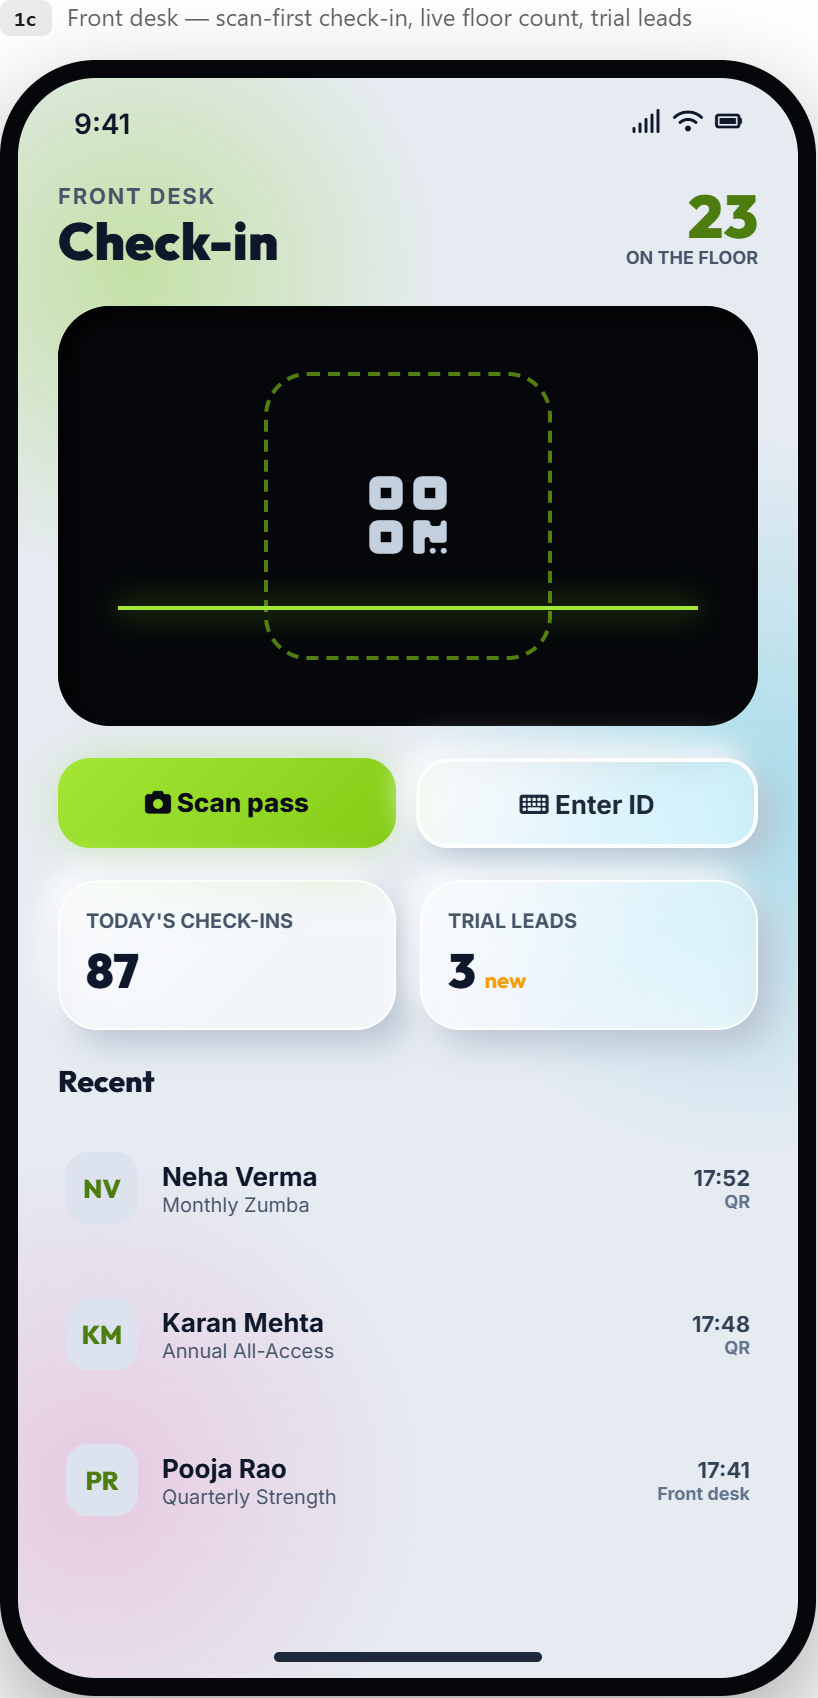 1c Front desk — scan-first check-in, live floor count, trial leads
9:41
FRONT DESK
Check-in
23
ON THE FLOOR
Scan pass
Enter ID
TODAY'S CHECK-INS
87
TRIAL LEADS
3 new
Recent
NV
Neha Verma
Monthly Zumba
17:52
QR
KM
Karan Mehta
Annual All-Access
17:48
QR
PR
Pooja Rao
Quarterly Strength
17:41
Front desk